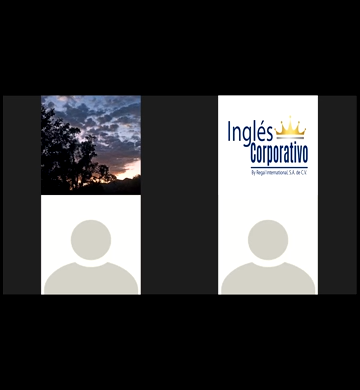 Inglés
Corporativo
By Regal International, S.A. de C.V.